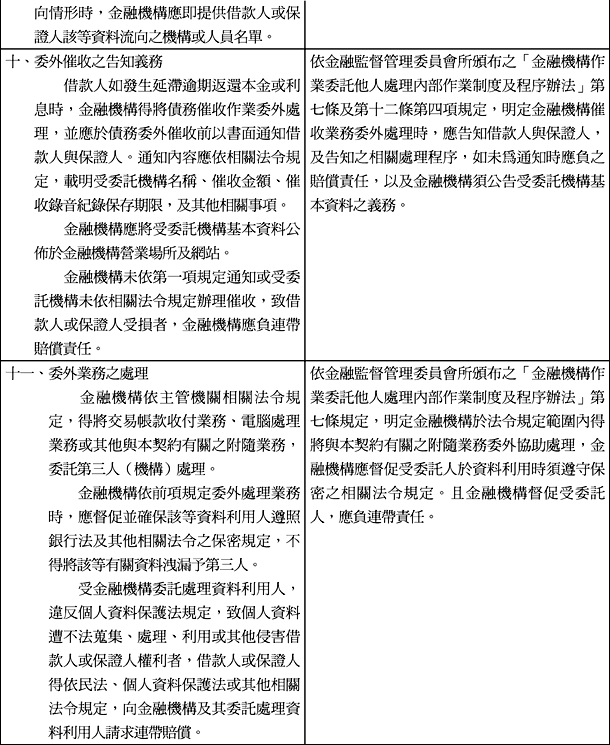 向情形時，金融機構應即提供借款人或保
證人該等資料流向之機構或人員名單。
十、委外催收之告知義務
借款人如發生延滯逾期返還本金或利
息時，金融機構得將債務催收作業委外處
理，並應於債務委外催收前以書面通知借
款人與保證人。通知內容應依相關法令規
定，載明受委託機構名稱、催收金額、催
收錄音紀錄保存期限，及其他相關事項。
金融機構應將受委託機構基本資料公
佈於金融機構營業場所及網站。
金融機構未依第一項規定通知或受委
託機構未依相關法令規定辦理催收，致借
款人或保證人受損者，金融機構應負連帶
賠償責任。
依金融監督管理委員會所頒布之「金融機構作
業委託他人處理內部作業制度及程序辦法」第
七條及第十二條第四項規定，明定金融機構催
收業務委外處理時，應告知借款人與保證人，
及告知之相關處理程序，如未爲通知時應負之
賠償責任，以及金融機構須公告受委託機構基
本資料之義務。
十一、委外業務之處理
金融機構依主管機關相關法令規
定，得將交易帳款收付業務、電腦處理
業務或其他與本契約有關之附隨業務，
委託第三人（機構）處理。
金融機構依前項規定委外處理業務
時，應督促並確保該等資料利用人遵照
銀行法及其他相關法令之保密規定，不
得將該等有關資料洩漏予第三人。
受金融機構委託處理資料利用人，
違反個人資料保護法規定，致個人資料
遭不法蒐集、處理、利用或其他侵害借
款人或保證人權利者，借款人或保證人
得依民法、個人資料保護法或其他相關
法令規定，向金融機構及其委託處理資
料利用人請求連帶賠償。
依金融監督管理委員會所頒布之「金融機構作
業委託他人處理內部作業制度及程序辦法」第
七條規定，明定金融機構於法令規定範圍內得
將與本契約有關之附隨業務委外協助處理，金
融機構應督促受委託人於資料利用時須遵守保
密之相關法令規定。且金融機構督促受委託
人，應負連帶責任。